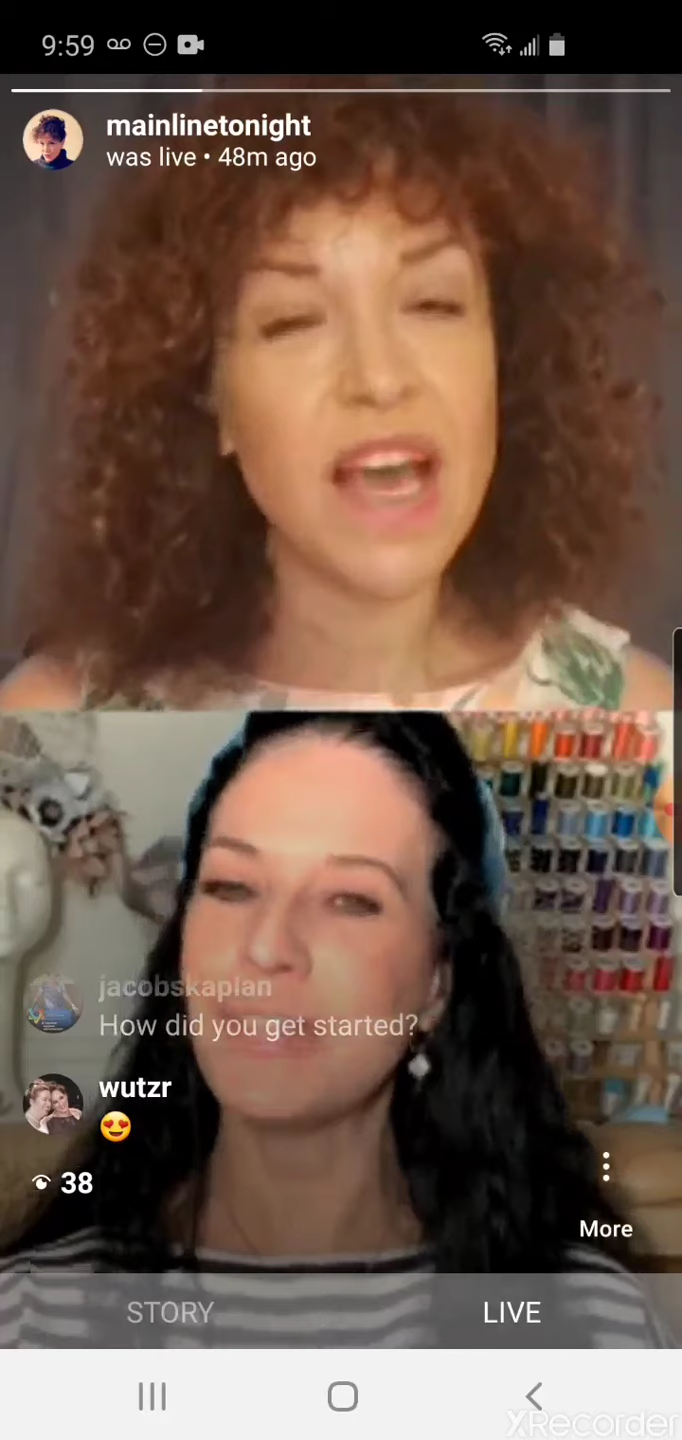 9:59
mainlinetonight
was live • 48m ago
jacobskaplan
How did you get started?
wutzr
😍
38
More
STORY
LIVE
XRecorder